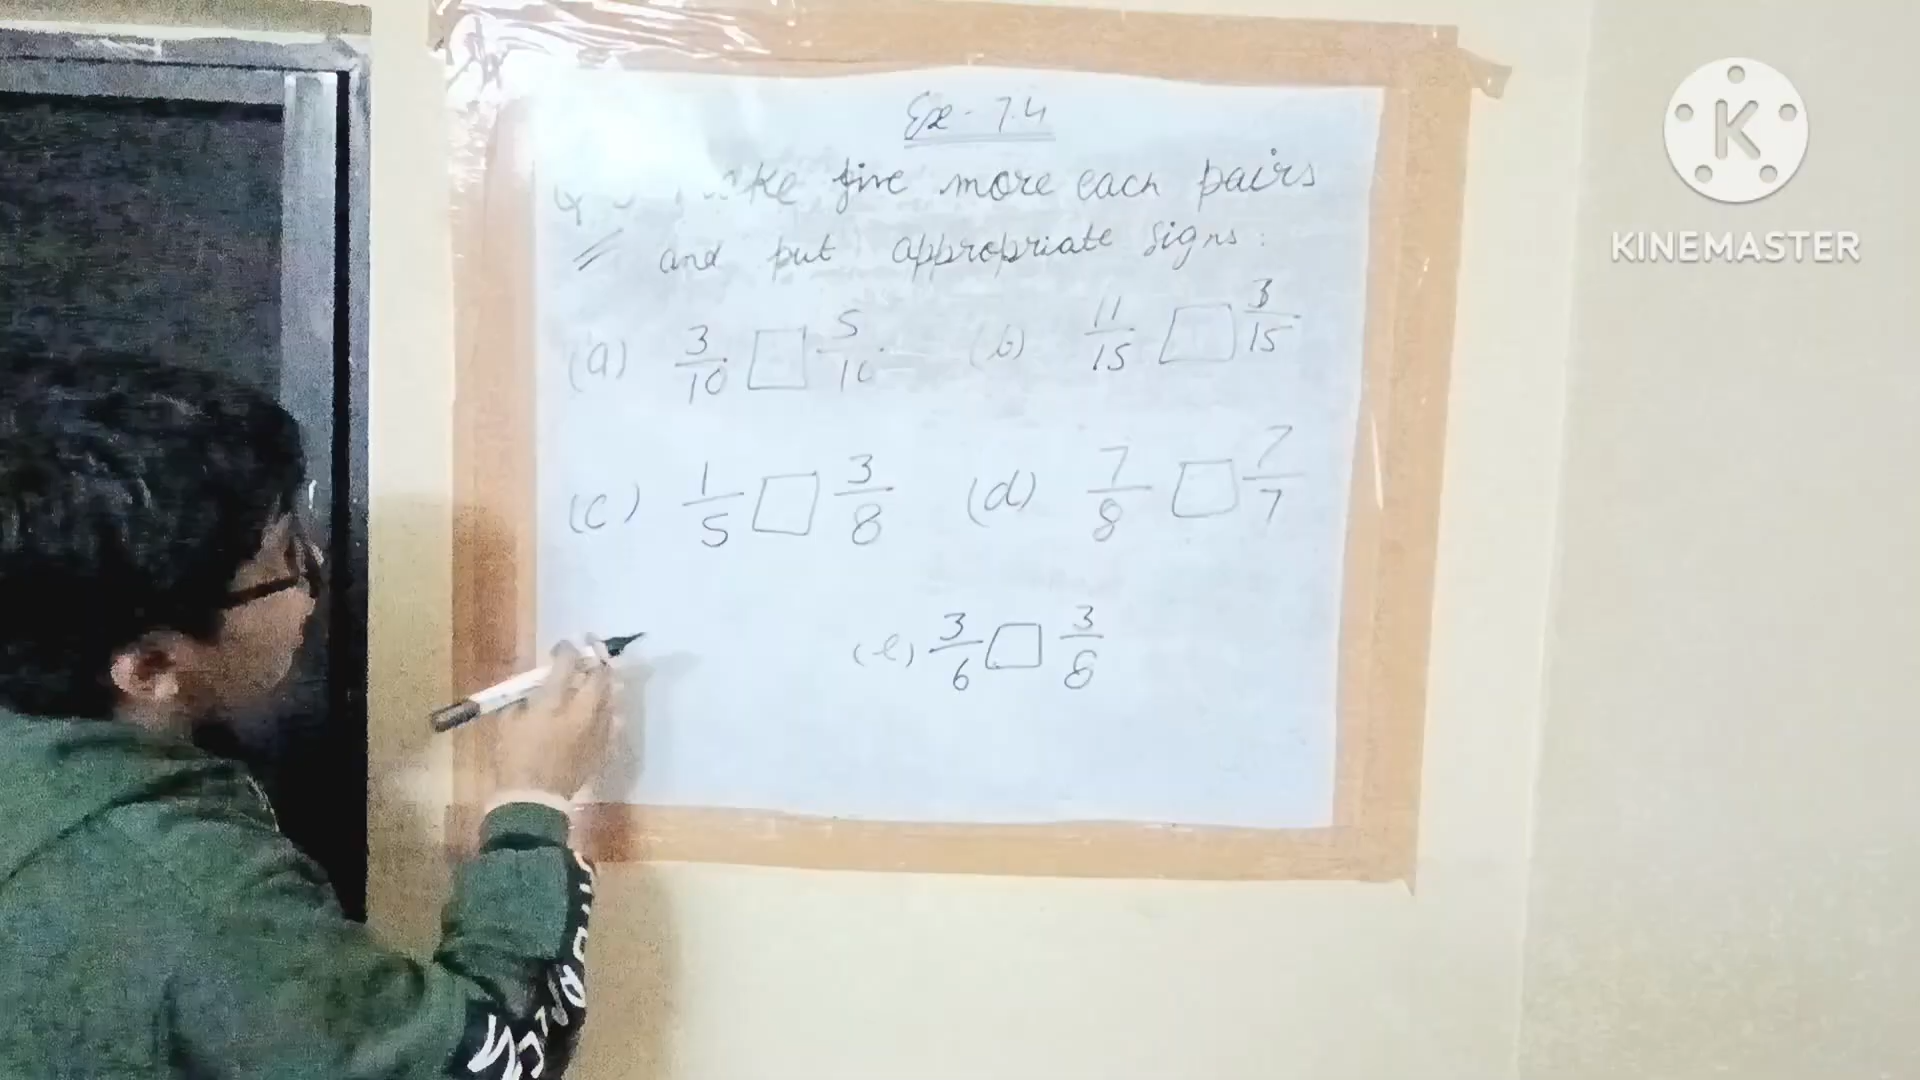 Ex - 7.4
Make five more each pairs
and put appropriate signs:
(a) 3/10 □ 5/10 (b) 11/15 □ 3/15
(c) 1/5 □ 3/8 (d) 7/8 □ 7/7
(e) 3/6 □ 3/8
K
KINEMASTER